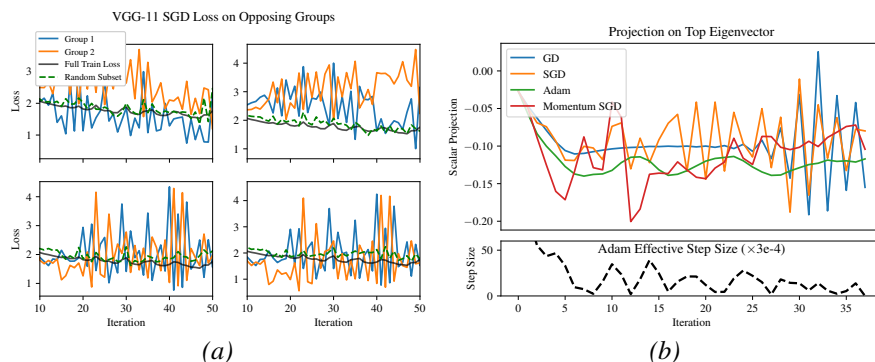 VGG-11 SGD Loss on Opposing Groups
Group 1
Group 2
Full Train Loss
Random Subset
Loss
3
2
1
4
3
2
1
Loss
4
3
2
1
4
3
2
1
10 20 30 40 50
10 20 30 40 50
Iteration
Iteration
(a)
Projection on Top Eigenvector
GD
SGD
Adam
Momentum SGD
Scalar Projection
0.00
−0.05
−0.10
−0.15
−0.20
Adam Effective Step Size (×3e-4)
Step Size
50
0
0 5 10 15 20 25 30 35
Iteration
(b)